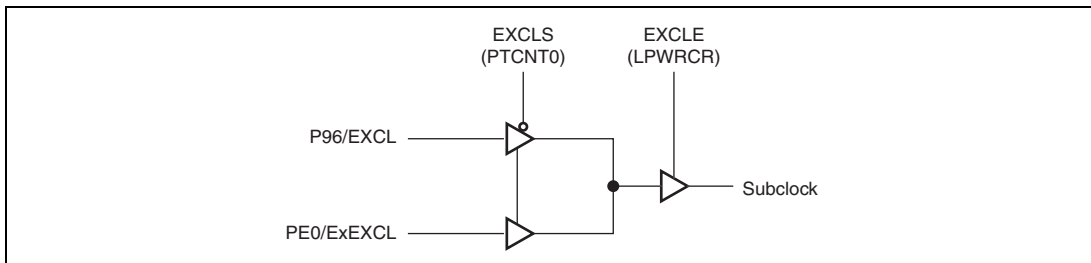 EXCLS
(PTCNT0)
EXCLE
(LPWRCR)
P96/EXCL
Subclock
PE0/ExEXCL